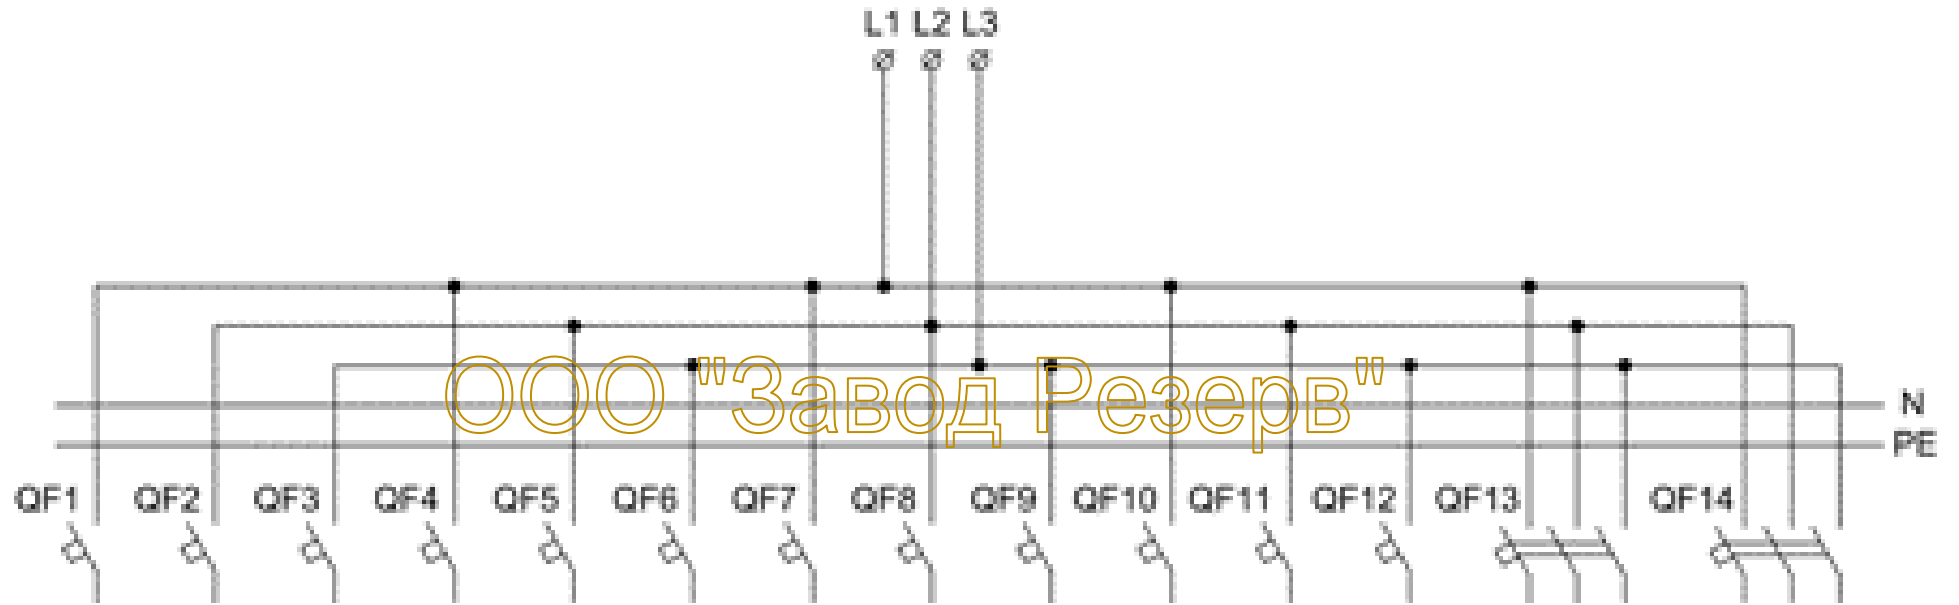 L1 L2 L3
ООО "Завод Резерв"
N
PE
QF1 QF2 QF3 QF4 QF5 QF6 QF7 QF8 QF9 QF10 QF11 QF12 QF13 QF14